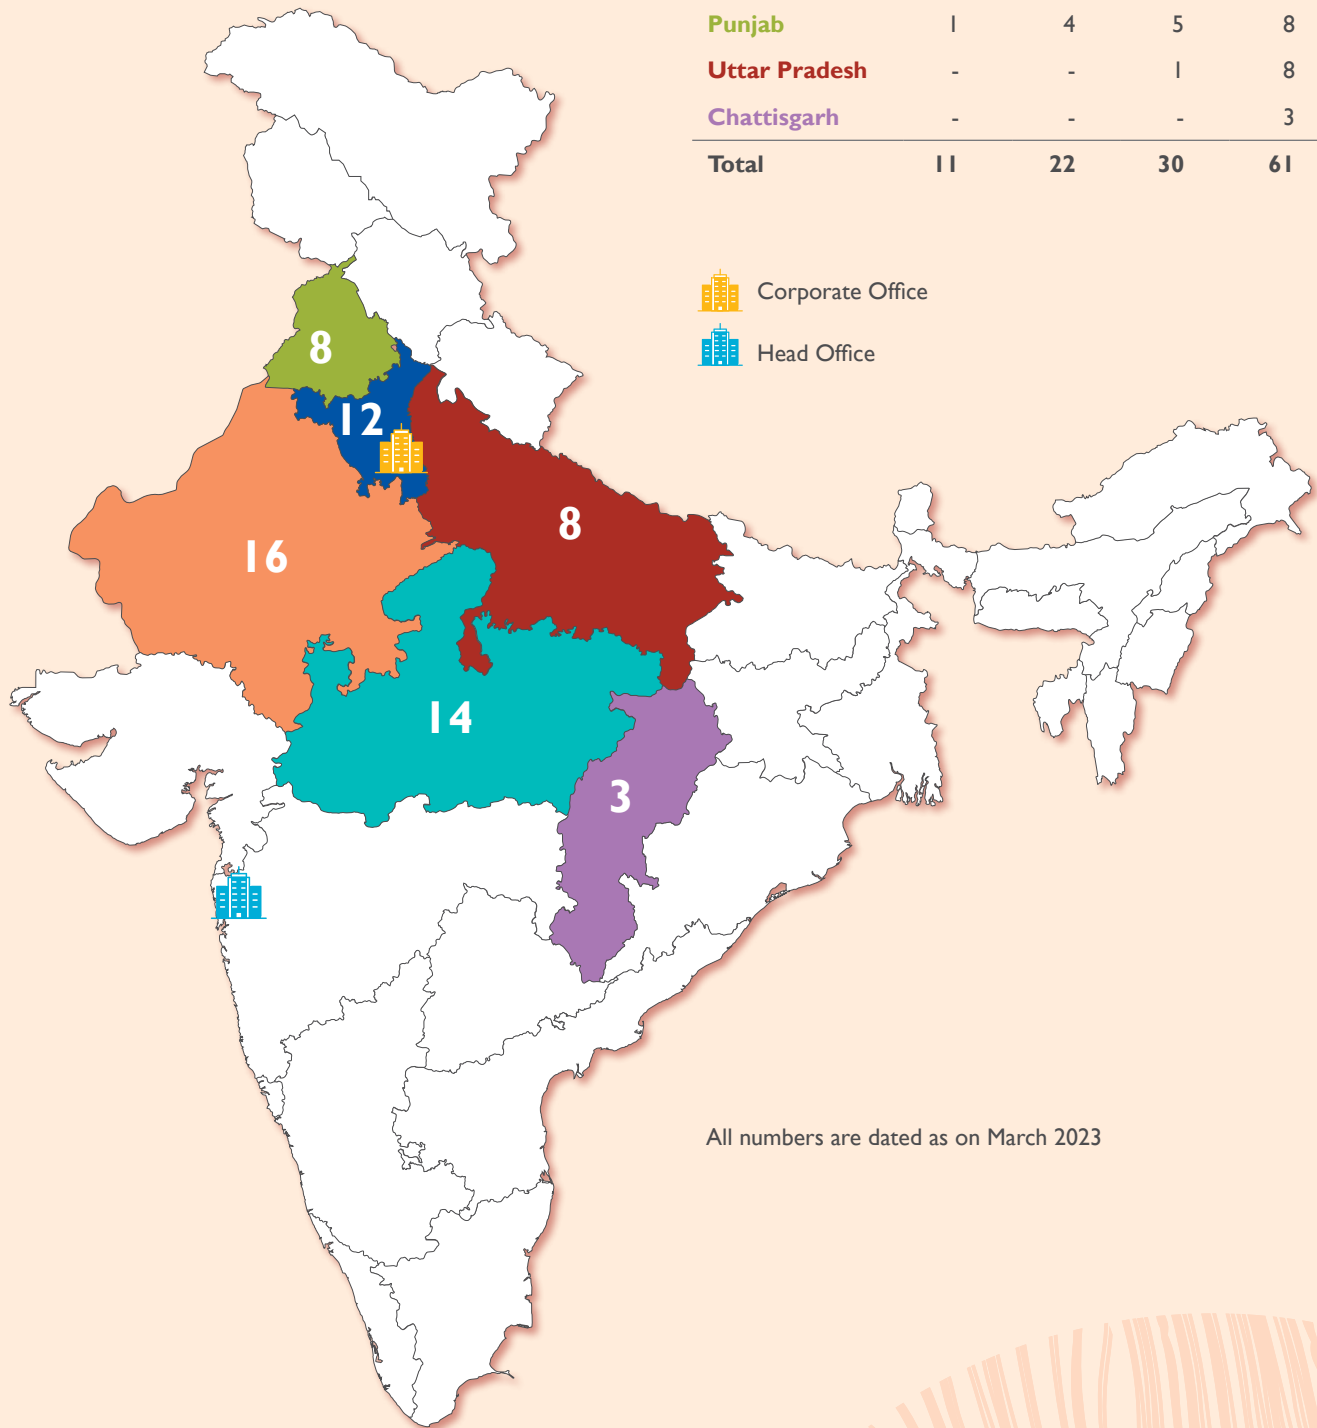 Punjab 1 4 5 8
Uttar Pradesh - - 1 8
Chattisgarh - - - 3
Total 11 22 30 61
Corporate Office
Head Office
8
12
8
16
14
3
All numbers are dated as on March 2023